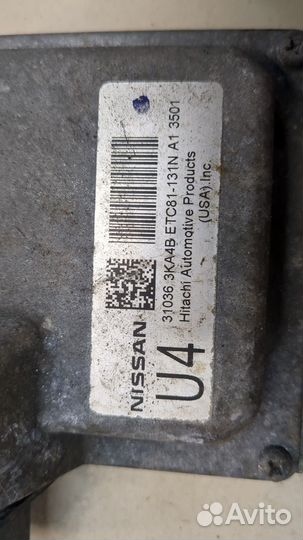 31036 3KA4B ETC81-131N A1 3501
Hitachi Automotive Products
(USA), Inc.
NISSAN
U4
Avito